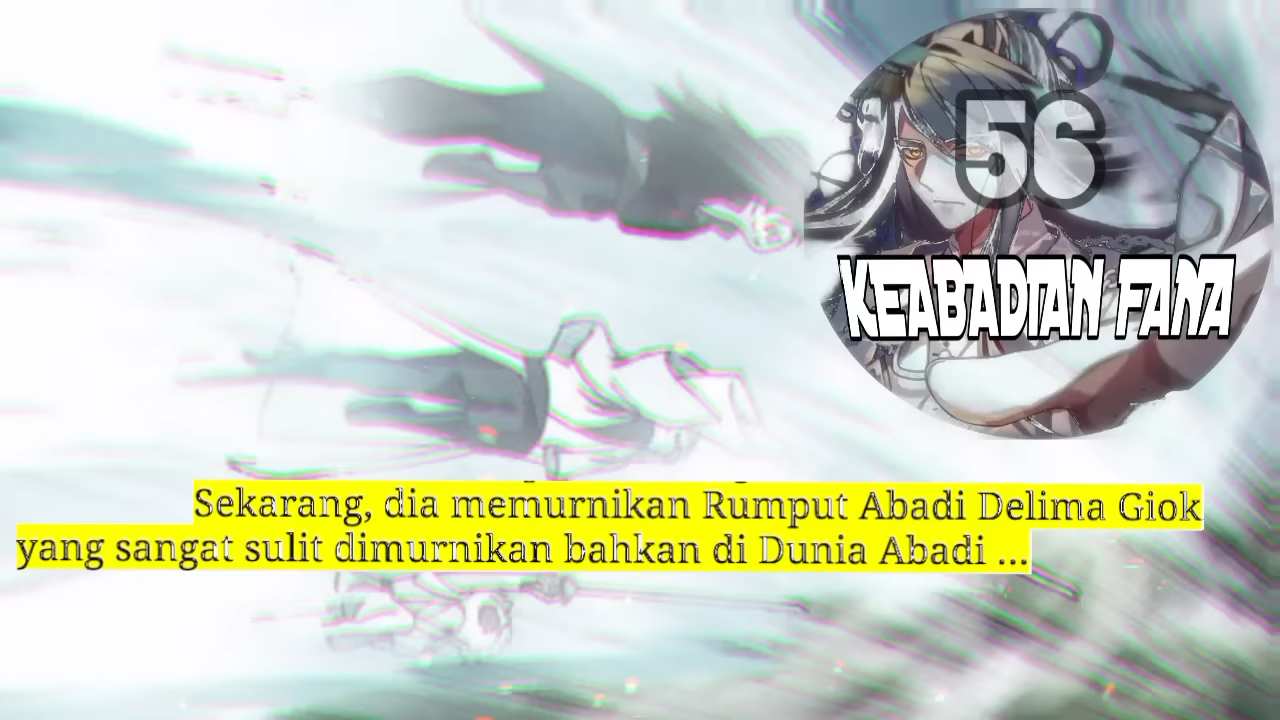 56
KEABADIAN FANA
Sekarang, dia memurnikan Rumput Abadi Delima Giok
yang sangat sulit dimurnikan bahkan di Dunia Abadi ...